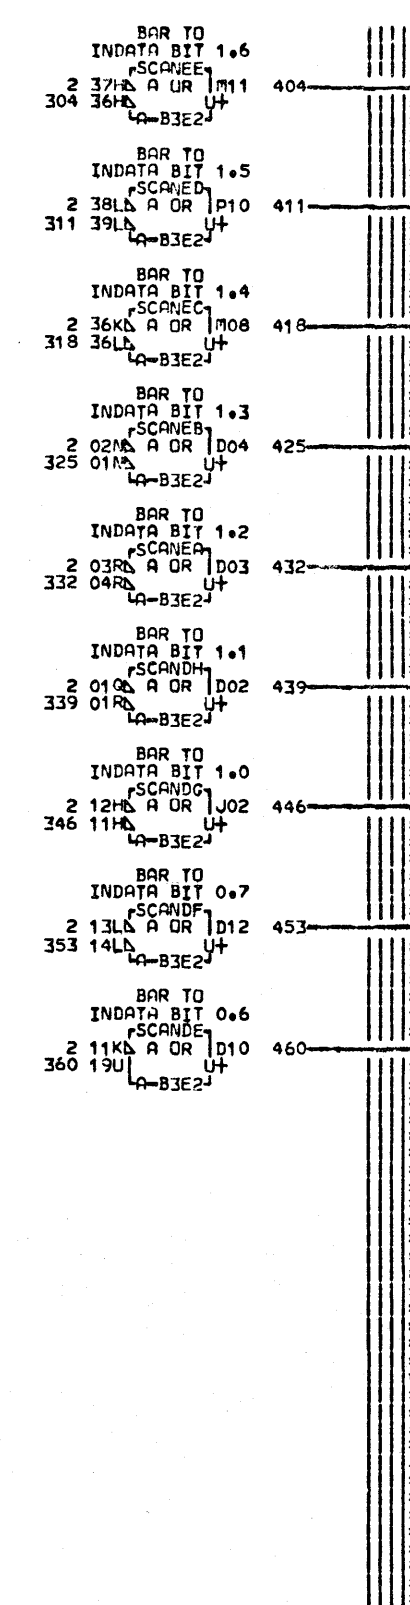 BAR TO
INDATA BIT 1.6
SCANEE
2 37H A OR M11 404
304 36H U+
A-B3E2
BAR TO
INDATA BIT 1.5
SCANED
2 38L A OR P10 411
311 39L U+
A-B3E2
BAR TO
INDATA BIT 1.4
SCANEC
2 36K A OR M08 418
318 36L U+
A-B3E2
BAR TO
INDATA BIT 1.3
SCANEB
2 02N A OR D04 425
325 01N U+
A-B3E2
BAR TO
INDATA BIT 1.2
SCANEA
2 03R A OR D03 432
332 04R U+
A-B3E2
BAR TO
INDATA BIT 1.1
SCANDH
2 01Q A OR D02 439
339 01R U+
A-B3E2
BAR TO
INDATA BIT 1.0
SCANDG
2 12H A OR J02 446
346 11H U+
A-B3E2
BAR TO
INDATA BIT 0.7
SCANDF
2 13L A OR D12 453
353 14L U+
A-B3E2
BAR TO
INDATA BIT 0.6
SCANDE
2 11K A OR D10 460
360 19U U+
A-B3E2